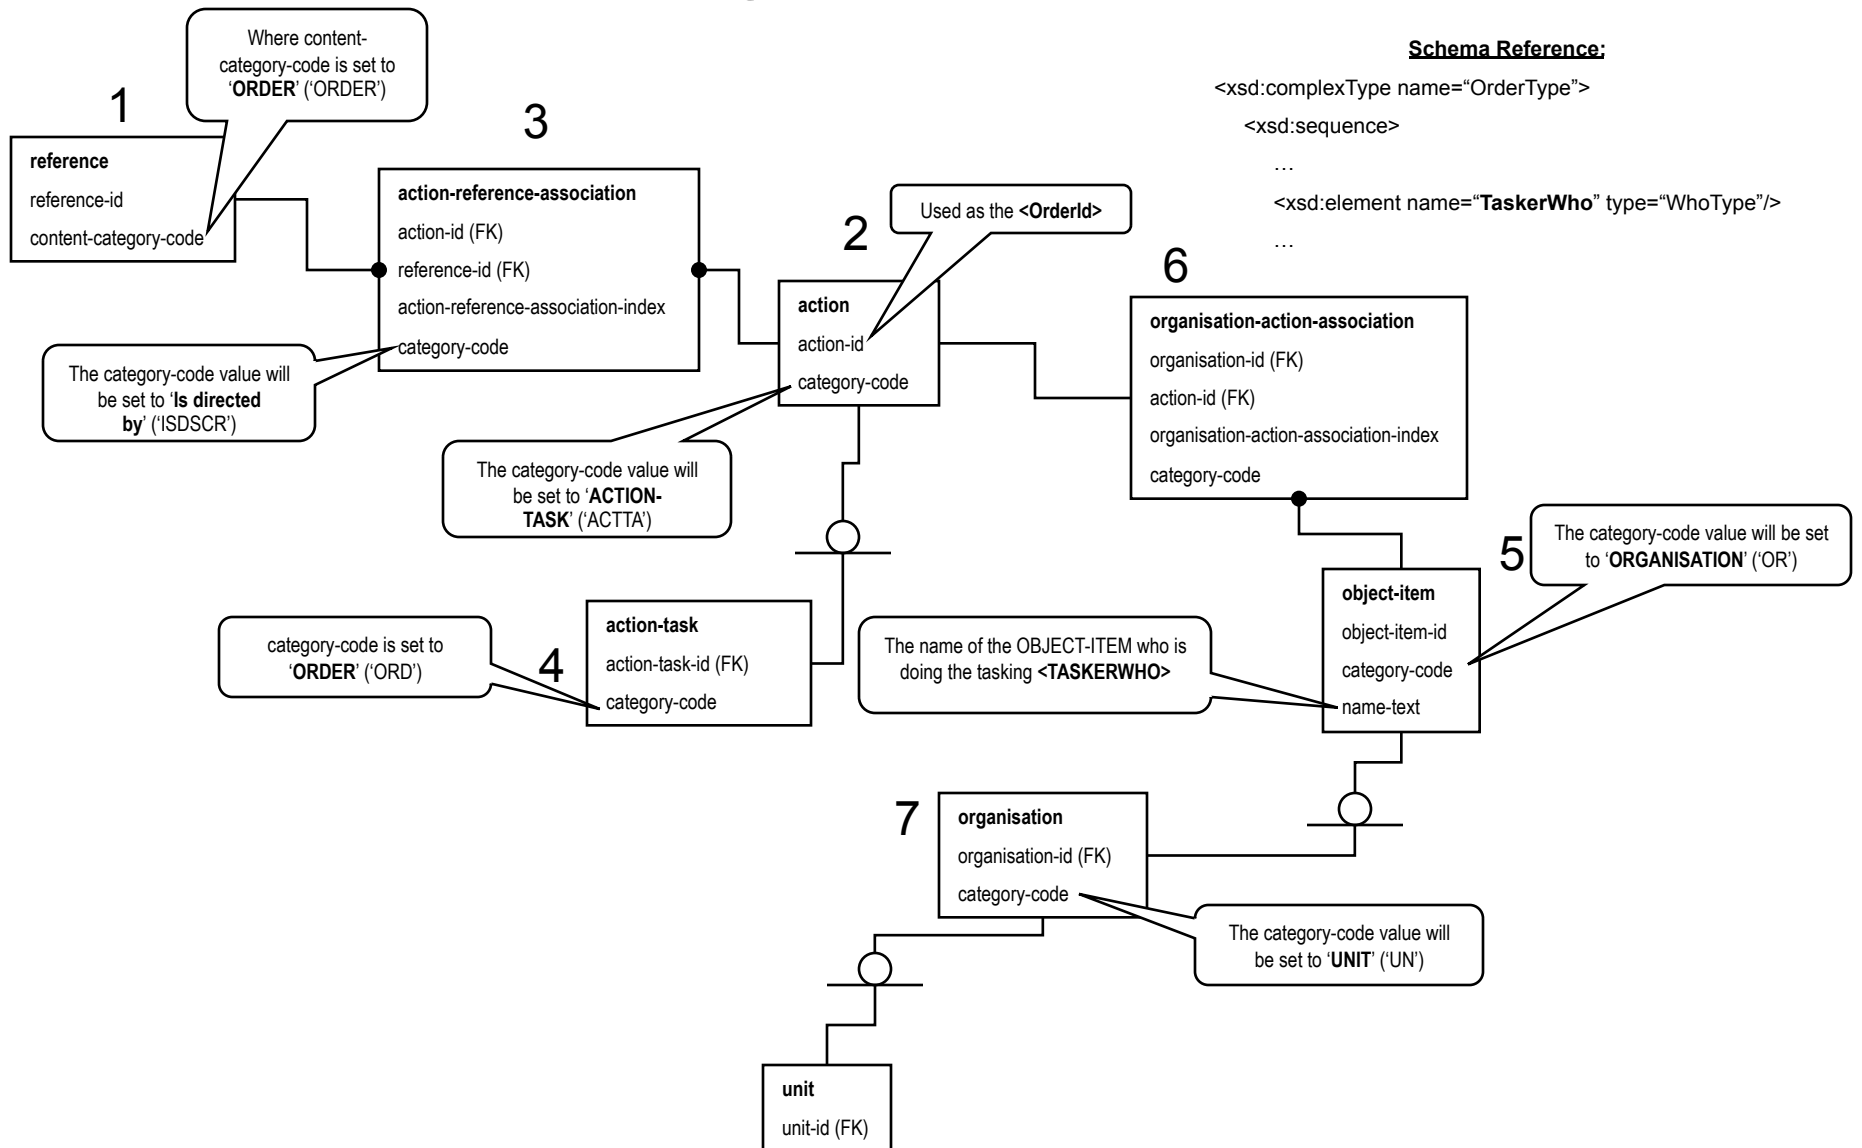 Where content-
category-code is set to
‘ORDER’ (‘ORDER’)
Schema Reference:
<xsd:complexType name=“OrderType”>
<xsd:sequence>
…
<xsd:element name=“TaskerWho” type=“WhoType”/>
…
1
reference
reference-id
content-category-code
3
action-reference-association
action-id (FK)
reference-id (FK)
action-reference-association-index
category-code
The category-code value will
be set to ‘Is directed
by’ (‘ISDSCR’)
2
Used as the <OrderId>
action
action-id
category-code
The category-code value will
be set to ‘ACTION-
TASK’ (‘ACTTA’)
6
organisation-action-association
organisation-id (FK)
action-id (FK)
organisation-action-association-index
category-code
5
The category-code value will be set
to ‘ORGANISATION’ (‘OR’)
object-item
object-item-id
category-code
name-text
category-code is set to
‘ORDER’ (‘ORD’)
4
action-task
action-task-id (FK)
category-code
The name of the OBJECT-ITEM who is
doing the tasking <TASKERWHO>
7
organisation
organisation-id (FK)
category-code
The category-code value will
be set to ‘UNIT’ (‘UN’)
unit
unit-id (FK)